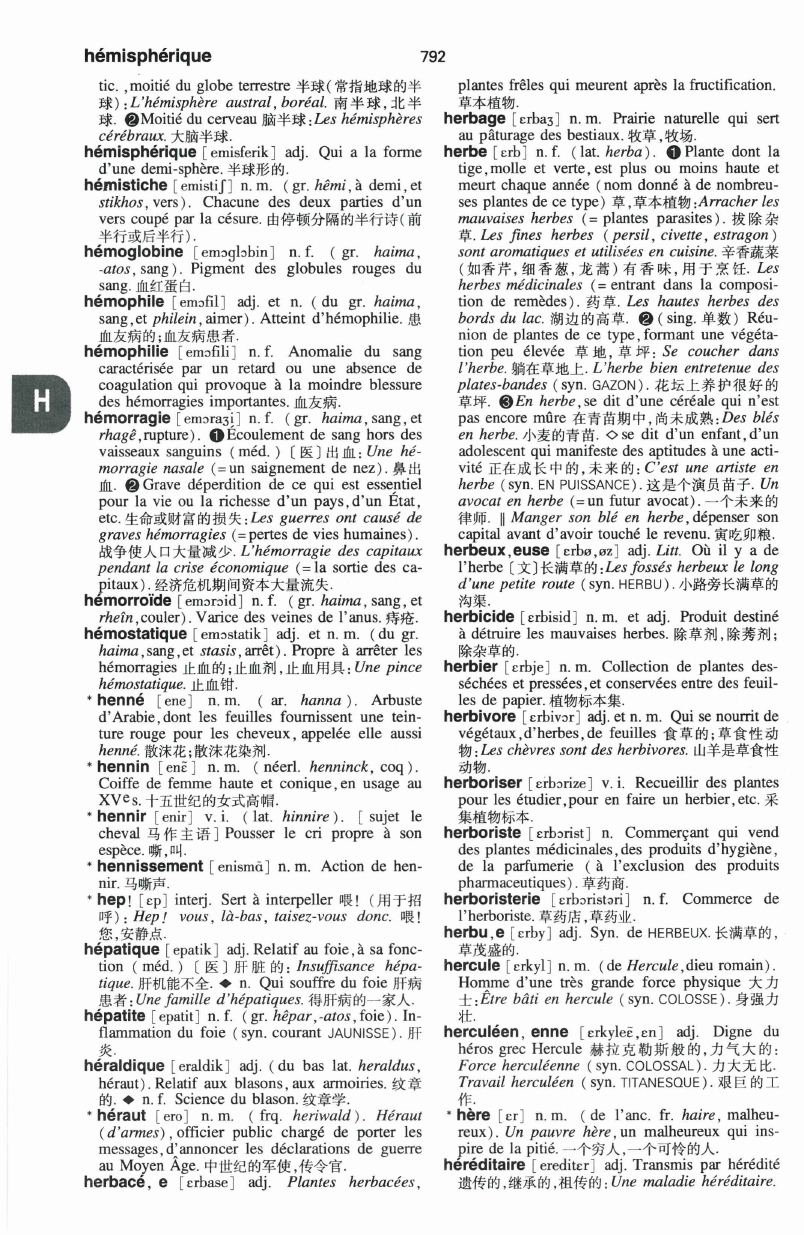 hémisphérique 792
tic. ,moitié du globe terrestre 半球(常指地球的半
球):L'hémisphère austral, boréal. 南半球,北半
球. ❷Moitié du cerveau 脑半球:Les hémisphères
cérébraux. 大脑半球.
hémisphérique [emisferik] adj. Qui a la forme
d'une demi-sphère. 半球形的.
hémistiche [emistiʃ] n. m. (gr. hêmi,à demi,et
stikhos,vers). Chacune des deux parties d'un
vers coupé par la césure. 由停顿分隔的半行诗(前
半行或后半行).
hémoglobine [emɔglɔbin] n. f. ( gr. haima,
-atos,sang). Pigment des globules rouges du
sang. 血红蛋白.
hémophile [emɔfil] adj. et n. (du gr. haima,
sang,et philein,aimer). Atteint d'hémophilie. 患
血友病的;血友病患者.
hémophilie [emɔfili] n. f. Anomalie du sang
caractérisée par un retard ou une absence de
coagulation qui provoque à la moindre blessure
des hémorragies importantes. 血友病.
H
hémorragie [emɔraʒi] n. f. (gr. haima,sang,et
rhagê,rupture). ❶Écoulement de sang hors des
vaisseaux sanguins (méd.) 〔医〕出血:Une hé-
morragie nasale (=un saignement de nez). 鼻出
血. ❷Grave déperdition de ce qui est essentiel
pour la vie ou la richesse d'un pays,d'un État,
etc. 生命或财富的损失:Les guerres ont causé de
graves hémorragies (=pertes de vies humaines).
战争使人口大量减少. L'hémorragie des capitaux
pendant la crise économique (=la sortie des ca-
pitaux). 经济危机期间资本大量流失.
hémorroïde [emɔrɔid] n. f. (gr. haima,sang,et
rheîn,couler). Varice des veines de l'anus. 痔疮.
hémostatique [emɔstatik] adj. et n. m. (du gr.
haima,sang,et stasis,arrêt). Propre à arrêter les
hémorragies 止血的;止血剂,止血用具:Une pince
hémostatique. 止血钳.
* henné [ene] n. m. ( ar. hanna). Arbuste
d'Arabie,dont les feuilles fournissent une tein-
ture rouge pour les cheveux, appelée elle aussi
henné. 散沫花;散沫花染剂.
* hennin [enɛ̃] n. m. (néerl. henninck, coq).
Coiffe de femme haute et conique,en usage au
XVe s. 十五世纪的女式高帽.
* hennir [enir] v. i. (lat. hinnire). [sujet le
cheval 马作主语] Pousser le cri propre à son
espèce. 嘶,叫.
* hennissement [enismɑ̃] n. m. Action de hen-
nir. 马嘶声.
* hep! [ɛp] interj. Sert à interpeller 喂! (用于招
呼): Hep! vous, là-bas, taisez-vous donc. 喂!
您,安静点.
hépatique [epatik] adj. Relatif au foie,à sa fonc-
tion (méd.) 〔医〕肝脏的: Insuffisance hépa-
tique. 肝机能不全. ◆ n. Qui souffre du foie 肝病
患者:Une famille d'hépatiques. 得肝病的一家人.
hépatite [epatit] n. f. (gr. hêpar,-atos,foie). In-
flammation du foie (syn. courant JAUNISSE). 肝
炎.
héraldique [eraldik] adj. (du bas lat. heraldus,
héraut). Relatif aux blasons,aux armoiries. 纹章
的. ◆ n. f. Science du blason. 纹章学.
* héraut [ero] n. m. (frq. heriwald). Héraut
(d'armes), officier public chargé de porter les
messages,d'annoncer les déclarations de guerre
au Moyen Âge. 中世纪的军使,传令官.
herbacé, e [ɛrbase] adj. Plantes herbacées,
plantes frêles qui meurent après la fructification.
草本植物.
herbage [ɛrbaʒ] n. m. Prairie naturelle qui sert
au pâturage des bestiaux. 牧草,牧场.
herbe [ɛrb] n. f. (lat. herba). ❶Plante dont la
tige,molle et verte,est plus ou moins haute et
meurt chaque année (nom donné à de nombreu-
ses plantes de ce type) 草,草本植物:Arracher les
mauvaises herbes (= plantes parasites). 拔除杂
草. Les fines herbes (persil, civette, estragon)
sont aromatiques et utilisées en cuisine. 辛香蔬菜
(如香芹,细香葱,龙蒿)有香味,用于烹饪. Les
herbes médicinales (=entrant dans la composi-
tion de remèdes). 药草. Les hautes herbes des
bords du lac. 湖边的高草. ❷(sing. 单数) Réu-
nion de plantes de ce type,formant une végéta-
tion peu élevée 草地,草坪: Se coucher dans
l'herbe. 躺在草地上. L'herbe bien entretenue des
plates-bandes (syn. GAZON). 花坛上养护很好的
草坪. ❸En herbe,se dit d'une céréale qui n'est
pas encore mûre 在青苗期中,尚未成熟:Des blés
en herbe. 小麦的青苗. ◇se dit d'un enfant,d'un
adolescent qui manifeste des aptitudes à une acti-
vité 正在成长中的,未来的: C'est une artiste en
herbe (syn. EN PUISSANCE). 这是个演员苗子. Un
avocat en herbe (=un futur avocat). 一个未来的
律师. ‖ Manger son blé en herbe,dépenser son
capital avant d'avoir touché le revenu. 寅吃卯粮.
herbeux,euse [ɛrbø,øz] adj. Litt. Où il y a de
l'herbe [文]长满草的:Les fossés herbeux le long
d'une petite route (syn. HERBU). 小路旁长满草的
沟渠.
herbicide [ɛrbisid] n. m. et adj. Produit destiné
à détruire les mauvaises herbes. 除草剂,除莠剂;
除杂草的.
herbier [ɛrbje] n. m. Collection de plantes des-
séchées et pressées,et conservées entre des feuil-
les de papier. 植物标本集.
herbivore [ɛrbivɔr] adj. et n. m. Qui se nourrit de
végétaux,d'herbes,de feuilles 食草的;草食性动
物:Les chèvres sont des herbivores. 山羊是草食性
动物.
herboriser [ɛrbɔrize] v. i. Recueillir des plantes
pour les étudier,pour en faire un herbier,etc. 采
集植物标本.
herboriste [ɛrbɔrist] n. Commerçant qui vend
des plantes médicinales,des produits d'hygiène,
de la parfumerie (à l'exclusion des produits
pharmaceutiques). 草药商.
herboristerie [ɛrbɔristəri] n. f. Commerce de
l'herboriste. 草药店,草药业.
herbu,e [ɛrby] adj. Syn. de HERBEUX. 长满草的,
草茂盛的.
hercule [ɛrkyl] n. m. (de Hercule,dieu romain).
Homme d'une très grande force physique 大力
士:Être bâti en hercule (syn. COLOSSE). 身强力
壮.
herculéen, enne [ɛrkyleɛ̃,ɛn] adj. Digne du
héros grec Hercule 赫拉克勒斯般的,力气大的:
Force herculéenne (syn. COLOSSAL). 力大无比.
Travail herculéen (syn. TITANESQUE). 艰巨的工
作.
* hère [ɛr] n. m. (de l'anc. fr. haire, malheu-
reux). Un pauvre hère,un malheureux qui ins-
pire de la pitié. 一个穷人,一个可怜的人.
héréditaire [ereditɛr] adj. Transmis par hérédité
遗传的,继承的,祖传的:Une maladie héréditaire.